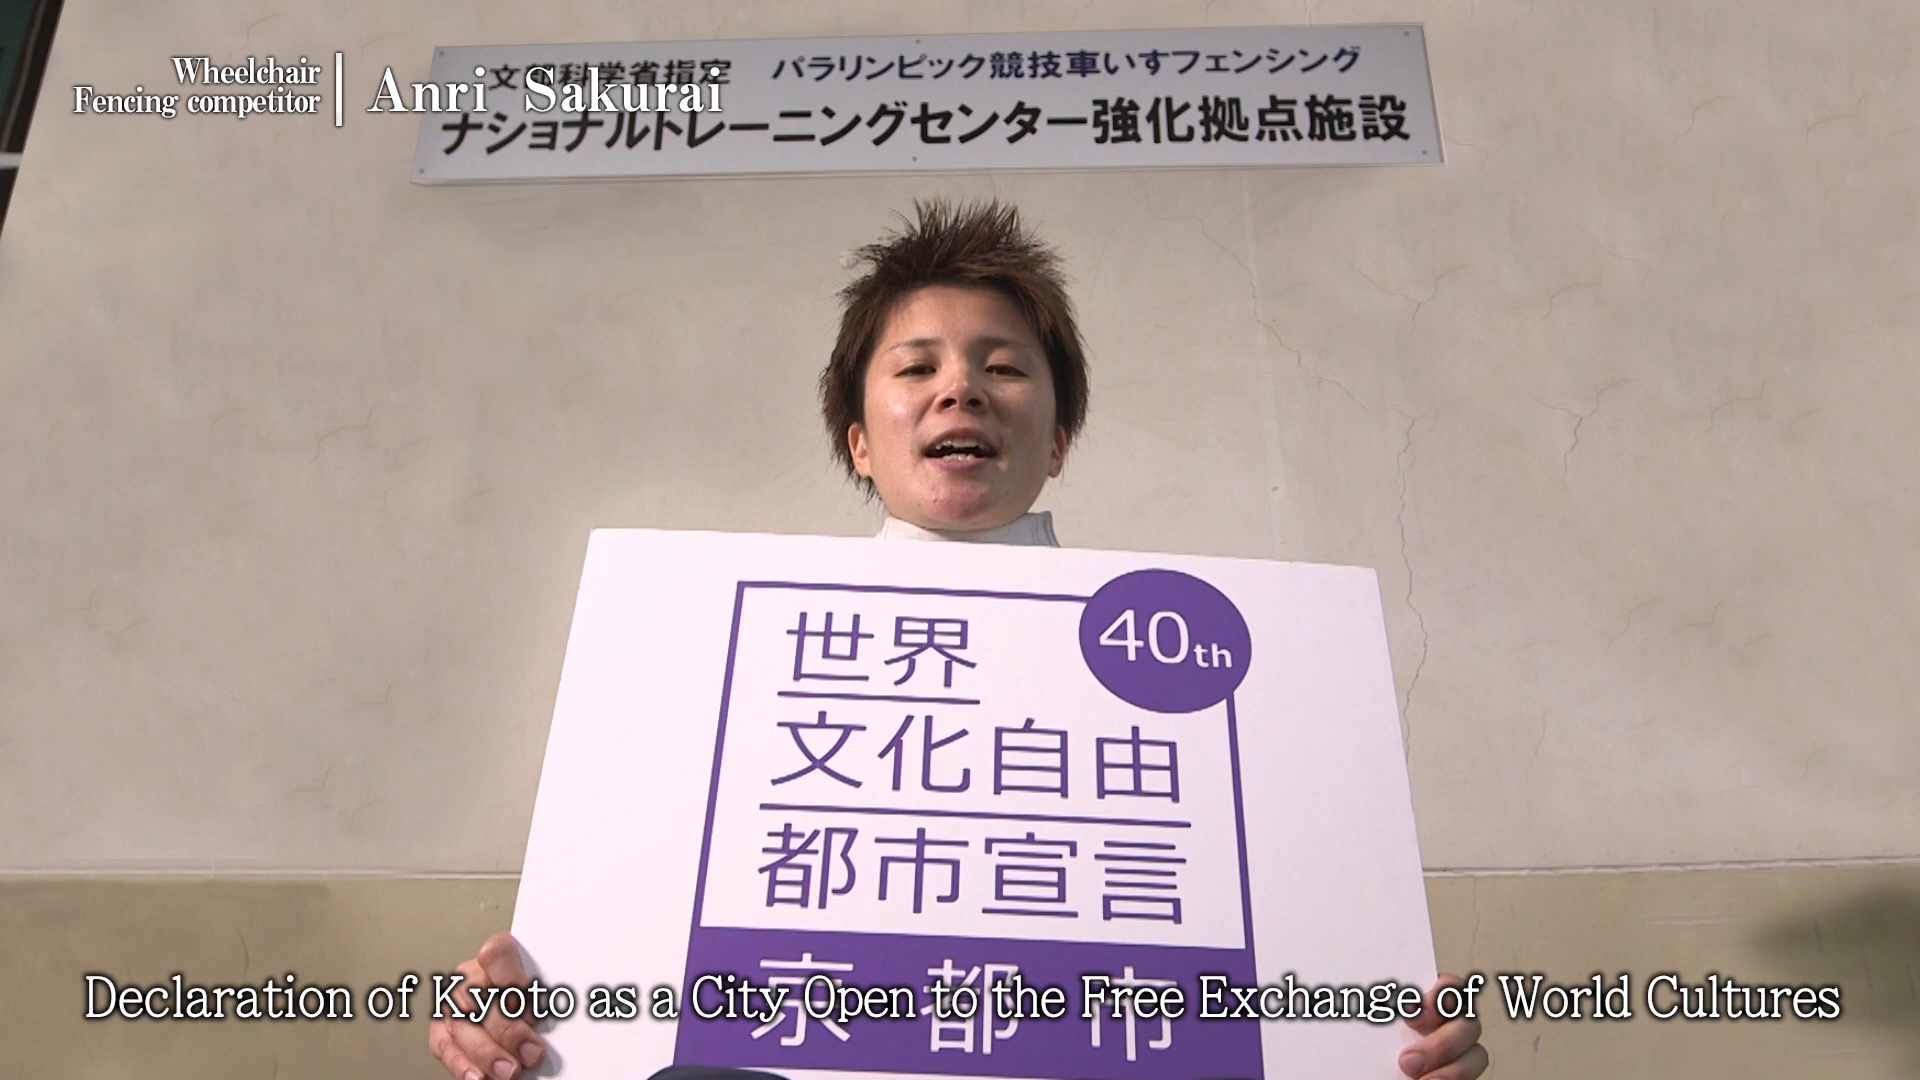 Wheelchair
Fencing competitor
Anri Sakurai
文部科学省指定 パラリンピック競技車いすフェンシング
ナショナルトレーニングセンター強化拠点施設
40th
世界
文化自由
都市宣言
京都市
Declaration of Kyoto as a City Open to the Free Exchange of World Cultures